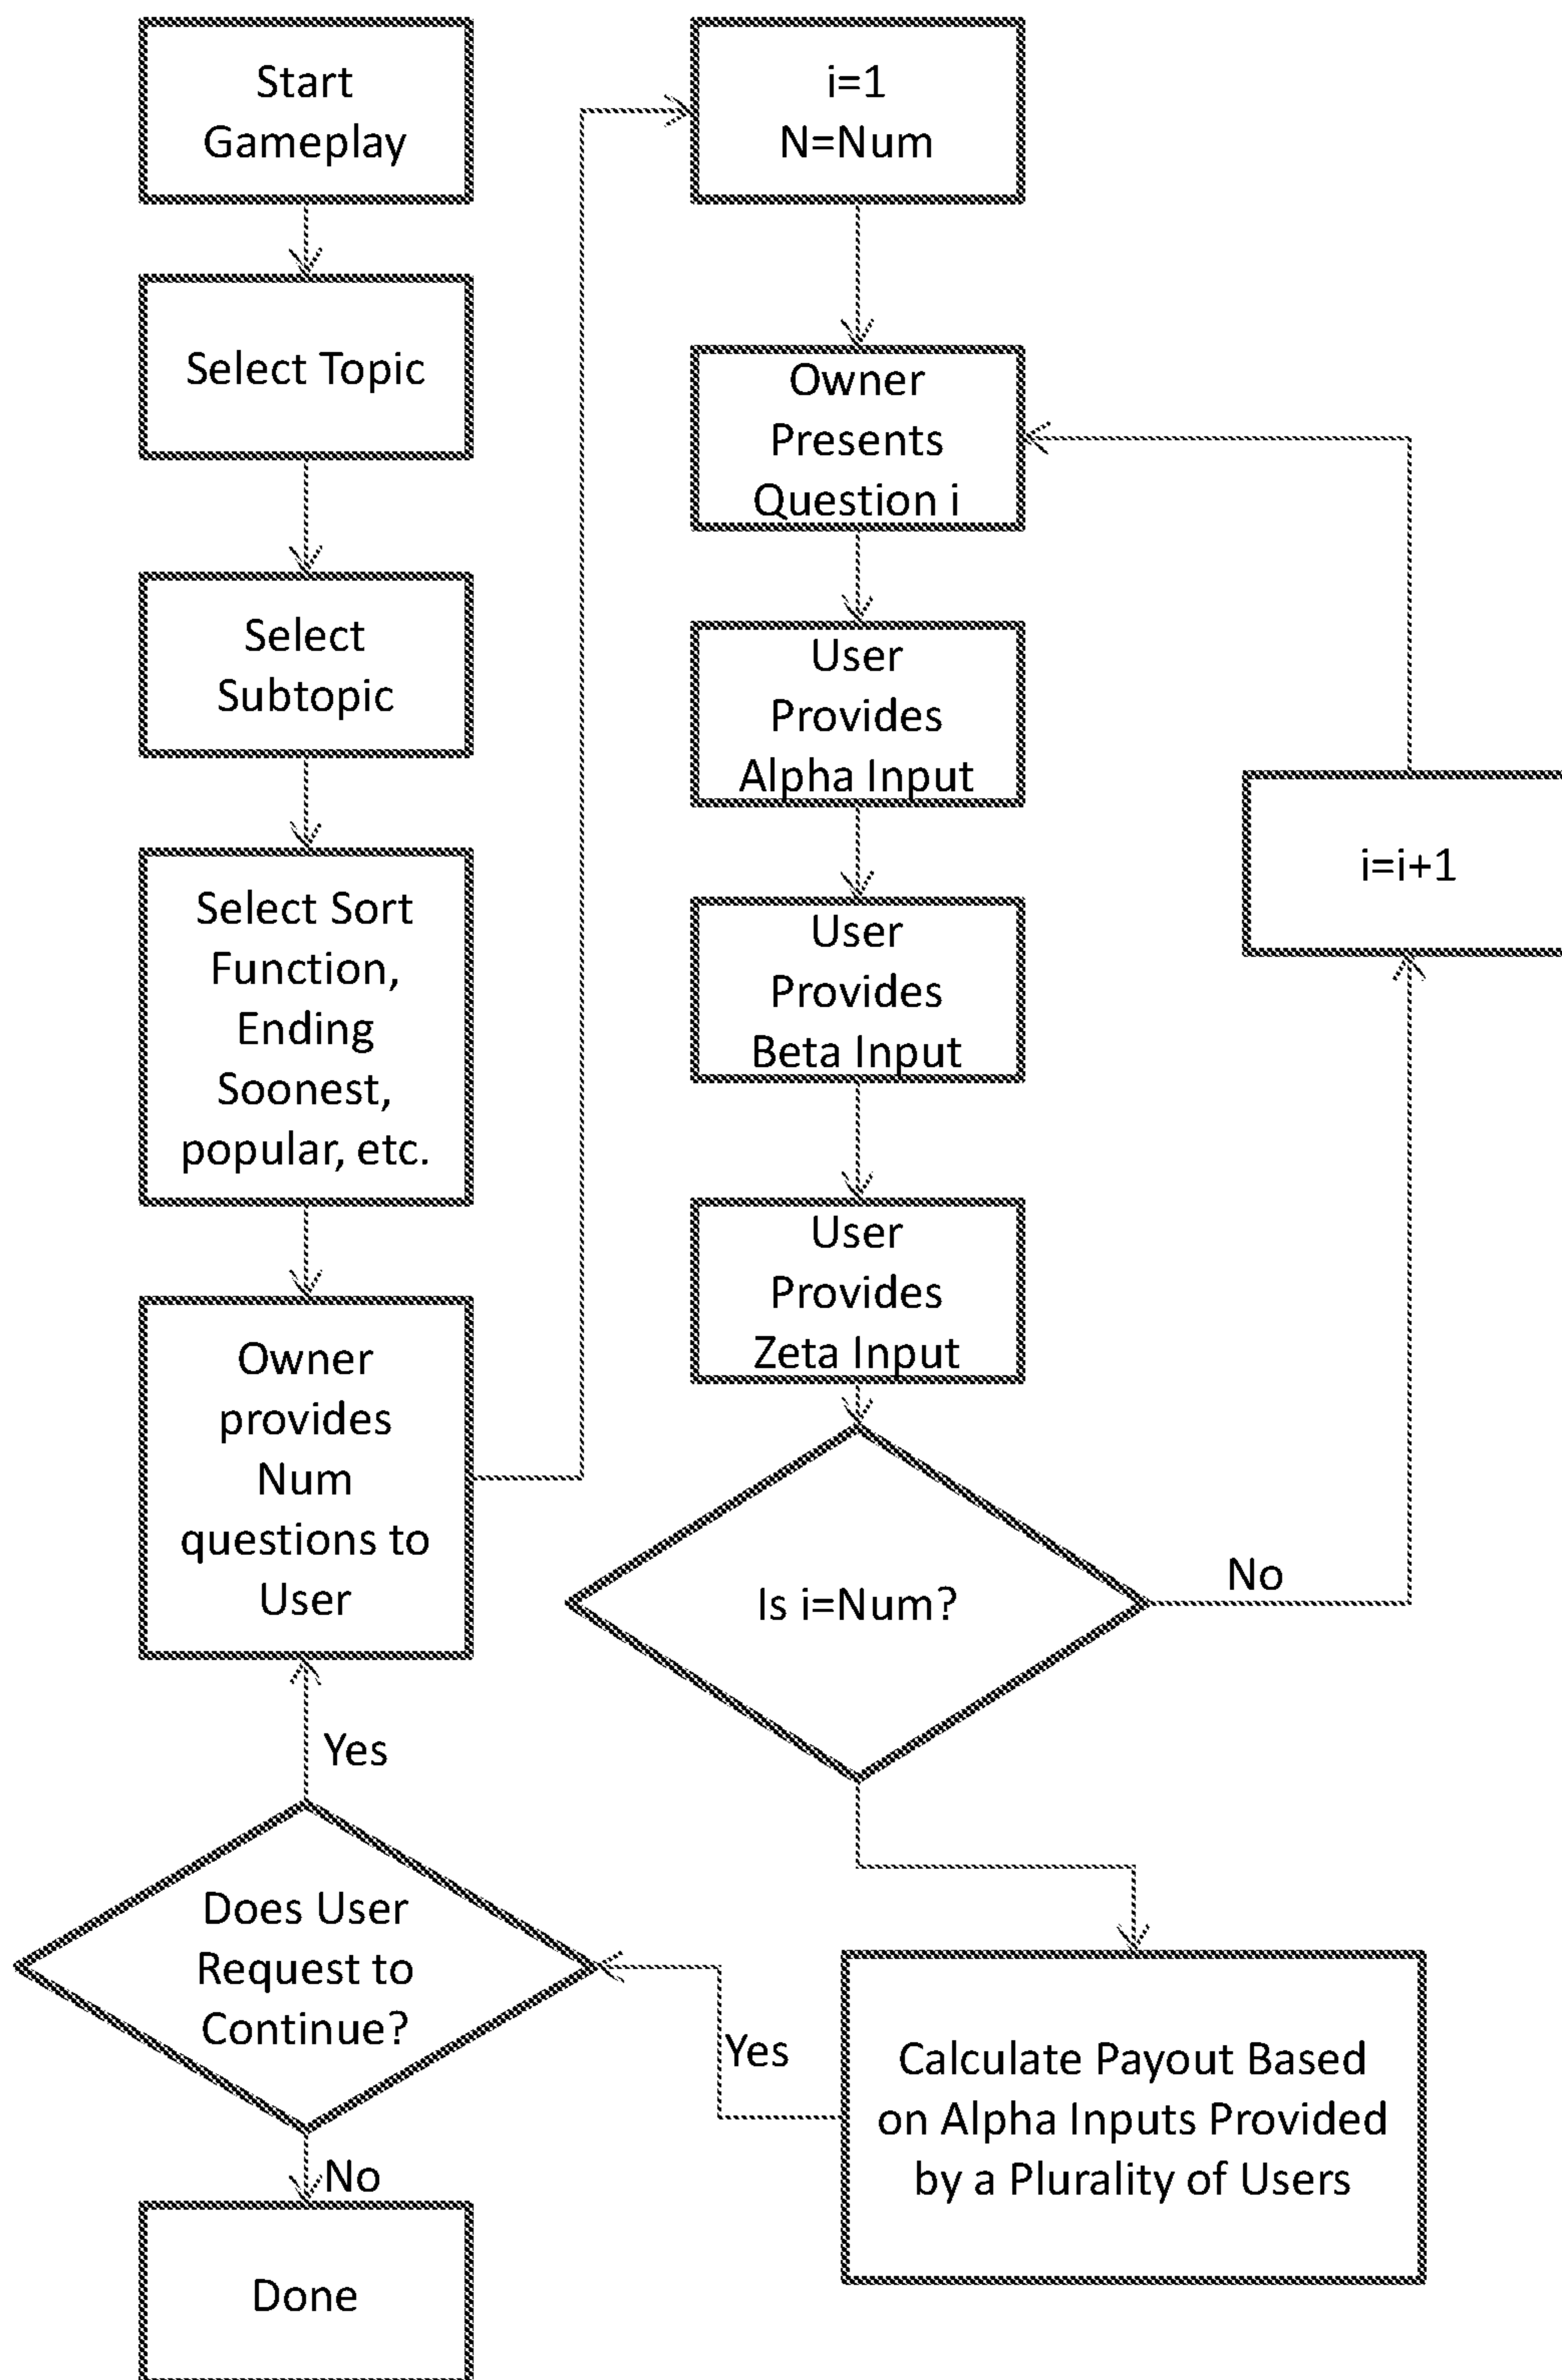 Start
Gameplay
Select Topic
Select
Subtopic
Select Sort
Function,
Ending
Soonest,
popular, etc.
Owner
provides
Num
questions to
User
Yes
Does User
Request to
Continue?
No
Done
i=1
N=Num
Owner
Presents
Question i
User
Provides
Alpha Input
User
Provides
Beta Input
User
Provides
Zeta Input
Is i=Num?
No
i=i+1
Yes
Calculate Payout Based
on Alpha Inputs Provided
by a Plurality of Users